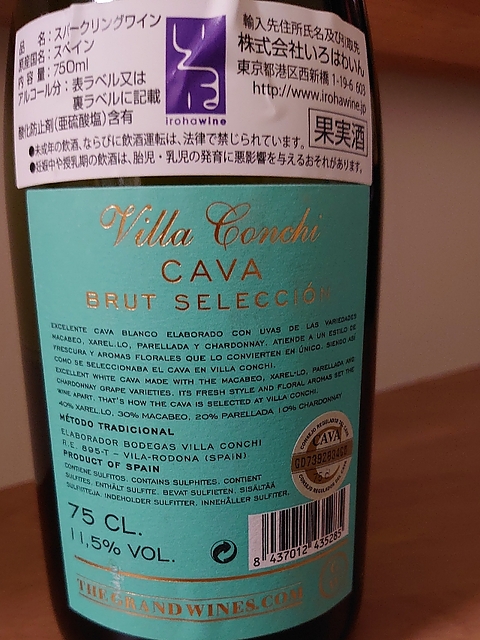 品名：スパークリングワイン
原産国名：スペイン
内容量：750ml
アルコール分：表ラベル又は
裏ラベルに記載
酸化防止剤(亜硫酸塩)含有
いろは
irohawine
輸入先住所氏名及び引取先
株式会社いろはわいん
東京都港区西新橋1-19-6 603
http://www.irohawine.jp
果実酒
●未成年の飲酒、ならびに飲酒運転は、法律で禁じられています。
●妊娠中や授乳期の飲酒は、胎児・乳児の発育に悪影響を与えるおそれがあります。
Villa Conchi
CAVA
BRUT SELECCIÓN
EXCELENTE CAVA BLANCO ELABORADO CON UVAS DE LAS VARIEDADES
MACABEO, XAREL.LO, PARELLADA Y CHARDONNAY. ATIENDE A UN ESTILO DE
FRESCURA Y AROMAS FLORALES QUE LO CONVIERTEN EN ÚNICO. SIENDO ASÍ
COMO SE SELECCIONABA EL CAVA EN VILLA CONCHI.
EXCELLENT WHITE CAVA MADE WITH THE MACABEO, XAREL·LO, PARELLADA AND
CHARDONNAY GRAPE VARIETIES. ITS FRESH STYLE AND FLORAL AROMAS SET THE
WINE APART. THAT'S HOW THE CAVA IS SELECTED AT VILLA CONCHI.
40% XAREL.LO, 30% MACABEO, 20% PARELLADA 10% CHARDONNAY
MÉTODO TRADICIONAL
ELABORADOR BODEGAS VILLA CONCHI
R.E. 895-T – VILA-RODONA (SPAIN)
PRODUCT OF SPAIN
CONTIENE SULFITOS. CONTAINS SULPHITES. CONTIENT
SULFITES. ENTHÄLT SULFITE. BEVAT SULFIETEN. SISÄLTÄÄ
SULFIITTEJA. INDEHOLDER SULFITTER. INNEHÅLLER SULFITER.
CONSEJO REGULADOR
CAVA
75 CL.
11,5% VOL.
8 437012 435285
THEGRANDWINES.COM